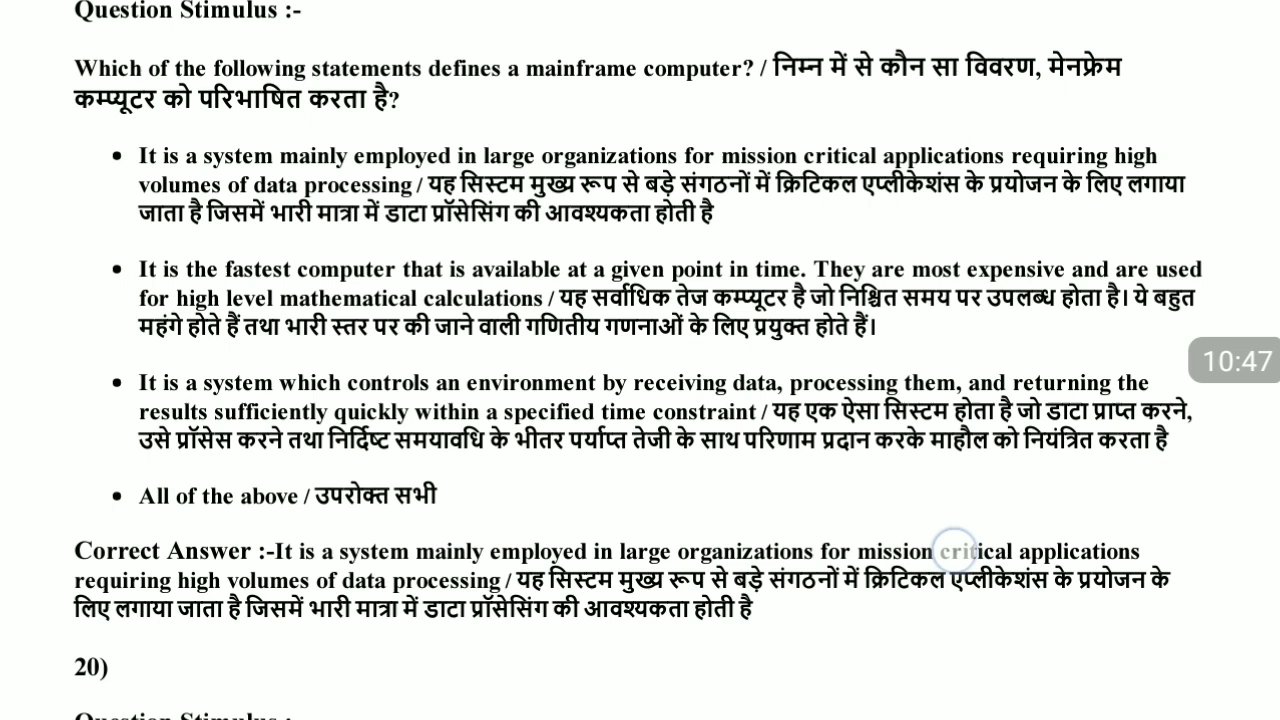 Question Stimulus :-
Which of the following statements defines a mainframe computer? / निम्न में से कौन सा विवरण, मेनफ्रेम
कम्प्यूटर को परिभाषित करता है?
• It is a system mainly employed in large organizations for mission critical applications requiring high
volumes of data processing / यह सिस्टम मुख्य रूप से बड़े संगठनों में क्रिटिकल एप्लीकेशंस के प्रयोजन के लिए लगाया
जाता है जिसमें भारी मात्रा में डाटा प्रॉसेसिंग की आवश्यकता होती है
• It is the fastest computer that is available at a given point in time. They are most expensive and are used
for high level mathematical calculations / यह सर्वाधिक तेज कम्प्यूटर है जो निश्चित समय पर उपलब्ध होता है। ये बहुत
महंगे होते हैं तथा भारी स्तर पर की जाने वाली गणितीय गणनाओं के लिए प्रयुक्त होते हैं।
10:47
• It is a system which controls an environment by receiving data, processing them, and returning the
results sufficiently quickly within a specified time constraint / यह एक ऐसा सिस्टम होता है जो डाटा प्राप्त करने,
उसे प्रॉसेस करने तथा निर्दिष्ट समयावधि के भीतर पर्याप्त तेजी के साथ परिणाम प्रदान करके माहौल को नियंत्रित करता है
• All of the above / उपरोक्त सभी
Correct Answer :-It is a system mainly employed in large organizations for mission critical applications
requiring high volumes of data processing / यह सिस्टम मुख्य रूप से बड़े संगठनों में क्रिटिकल एप्लीकेशंस के प्रयोजन के
लिए लगाया जाता है जिसमें भारी मात्रा में डाटा प्रॉसेसिंग की आवश्यकता होती है
20)
Question Stimulus :-